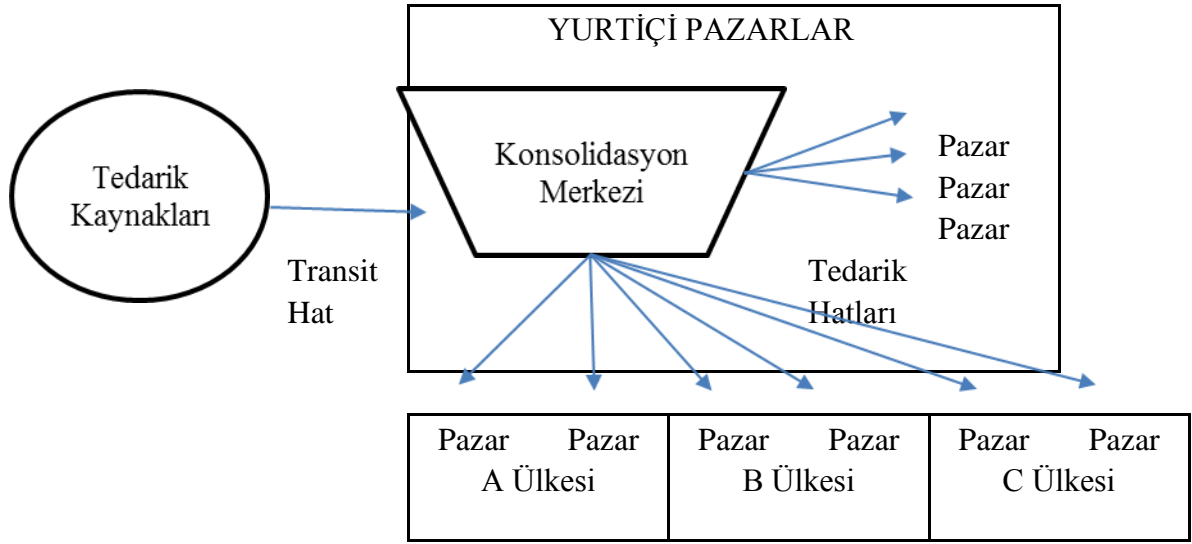 YURTİÇİ PAZARLAR
Tedarik
Kaynakları
Konsolidasyon
Merkezi
Pazar
Pazar
Pazar
Transit
Hat
Tedarik
Hatları
Pazar Pazar
A Ülkesi
Pazar Pazar
B Ülkesi
Pazar Pazar
C Ülkesi